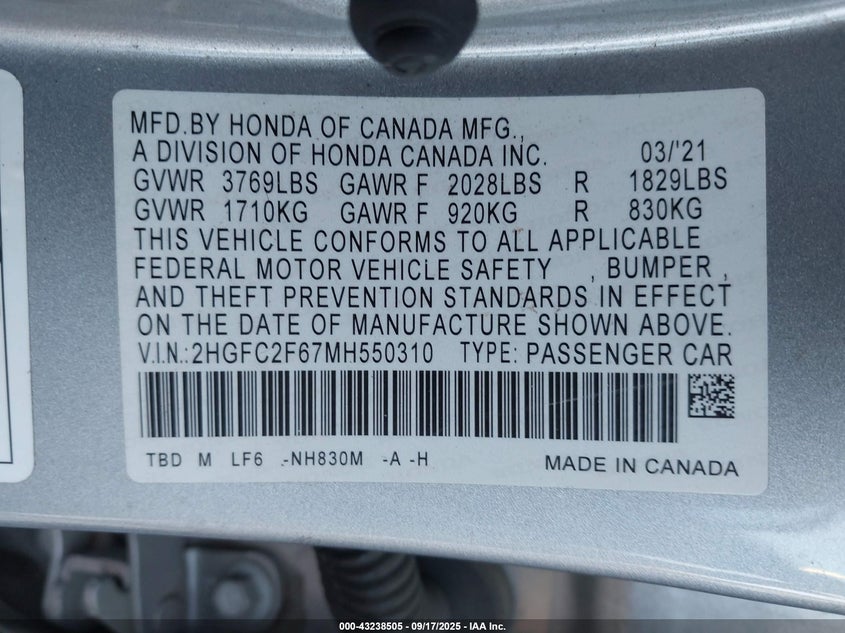 MFD.BY HONDA OF CANADA MFG.,
A DIVISION OF HONDA CANADA INC. 03/'21
GVWR 3769LBS GAWR F 2028LBS R 1829LBS
GVWR 1710KG GAWR F 920KG R 830KG
THIS VEHICLE CONFORMS TO ALL APPLICABLE
FEDERAL MOTOR VEHICLE SAFETY , BUMPER ,
AND THEFT PREVENTION STANDARDS IN EFFECT
ON THE DATE OF MANUFACTURE SHOWN ABOVE.
V.I.N.:2HGFC2F67MH550310 TYPE: PASSENGER CAR
TBD M LF6 -NH830M -A -H MADE IN CANADA
000-43238505 - 09/17/2025 - IAA Inc.